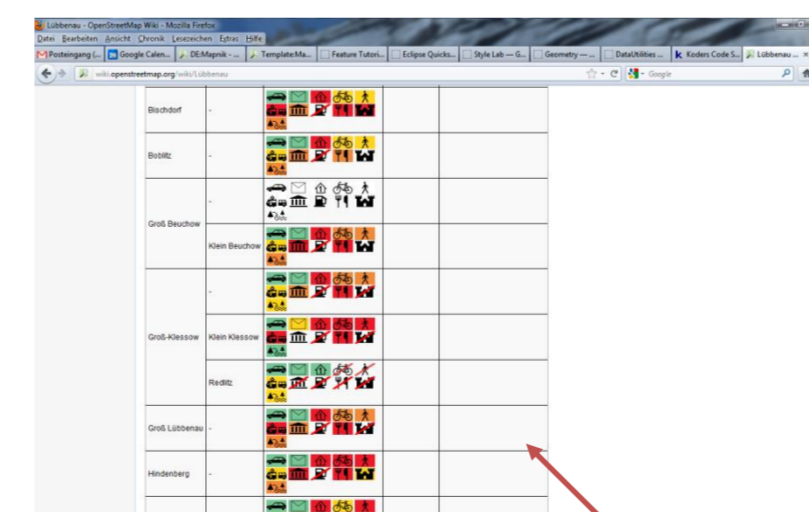 Lübbenau - OpenStreetMap Wiki - Mozilla Firefox
Datei Bearbeiten Ansicht Chronik Lesezeichen Extras Hilfe
Posteingang (... Google Calen... DE:Mapnik - ... Template:Ma... Feature Tutori... Eclipse Quicks... Style Lab — G... Geometry — ... DataUtilities ... Koders Code S... Lübbenau ...
wiki.openstreetmap.org/wiki/Lübbenau Google
Bischdorf -
Boblitz -
Groß Beuchow -
Klein Beuchow
Groß-Klessow -
Klein Klessow
Redlitz
Groß Lübbenau -
Hindenberg -